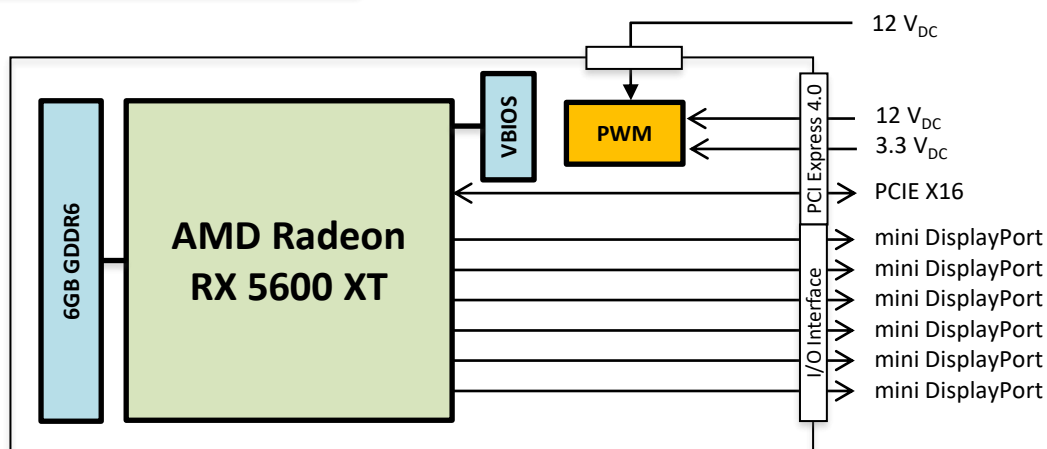 12 VDC
VBIOS
PCI Express 4.0
PWM
12 VDC
3.3 VDC
PCIE X16
6GB GDDR6
AMD Radeon
RX 5600 XT
I/O Interface
mini DisplayPort
mini DisplayPort
mini DisplayPort
mini DisplayPort
mini DisplayPort
mini DisplayPort